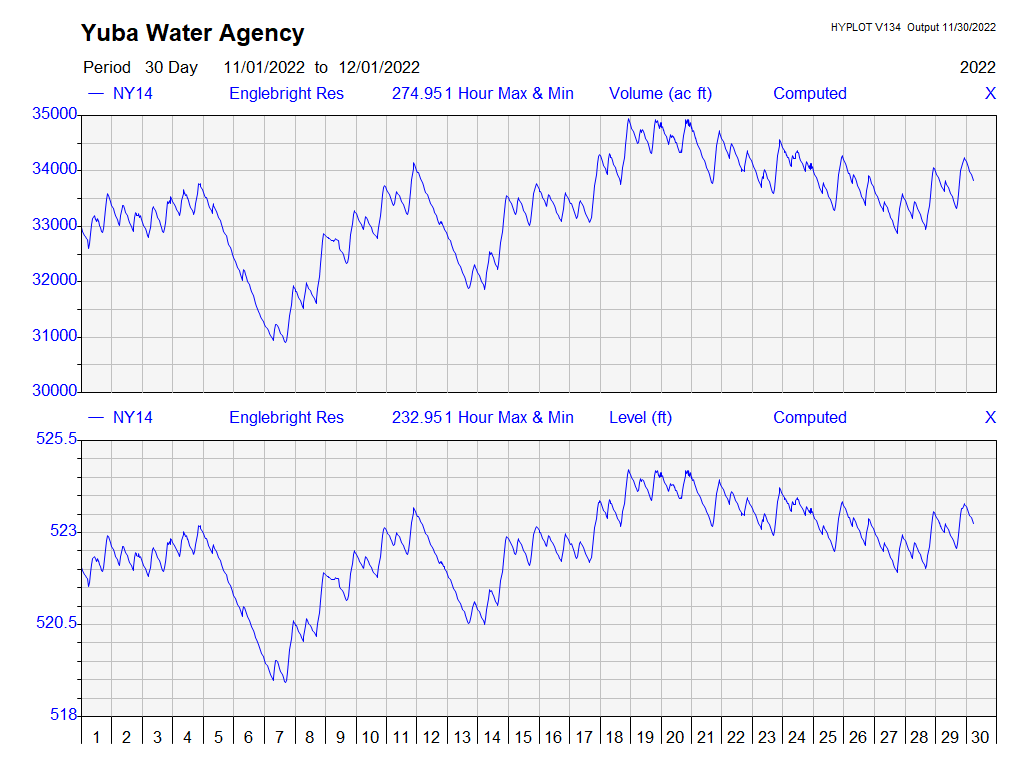 Yuba Water Agency
HYPLOT V134 Output 11/30/2022
Period 30 Day 11/01/2022 to 12/01/2022 2022
NY14 Englebright Res 274.951 Hour Max & Min Volume (ac ft) Computed X
35000
34000
33000
32000
31000
30000
NY14 Englebright Res 232.951 Hour Max & Min Level (ft) Computed X
525.5
523
520.5
518
1 2 3 4 5 6 7 8 9 10 11 12 13 14 15 16 17 18 19 20 21 22 23 24 25 26 27 28 29 30